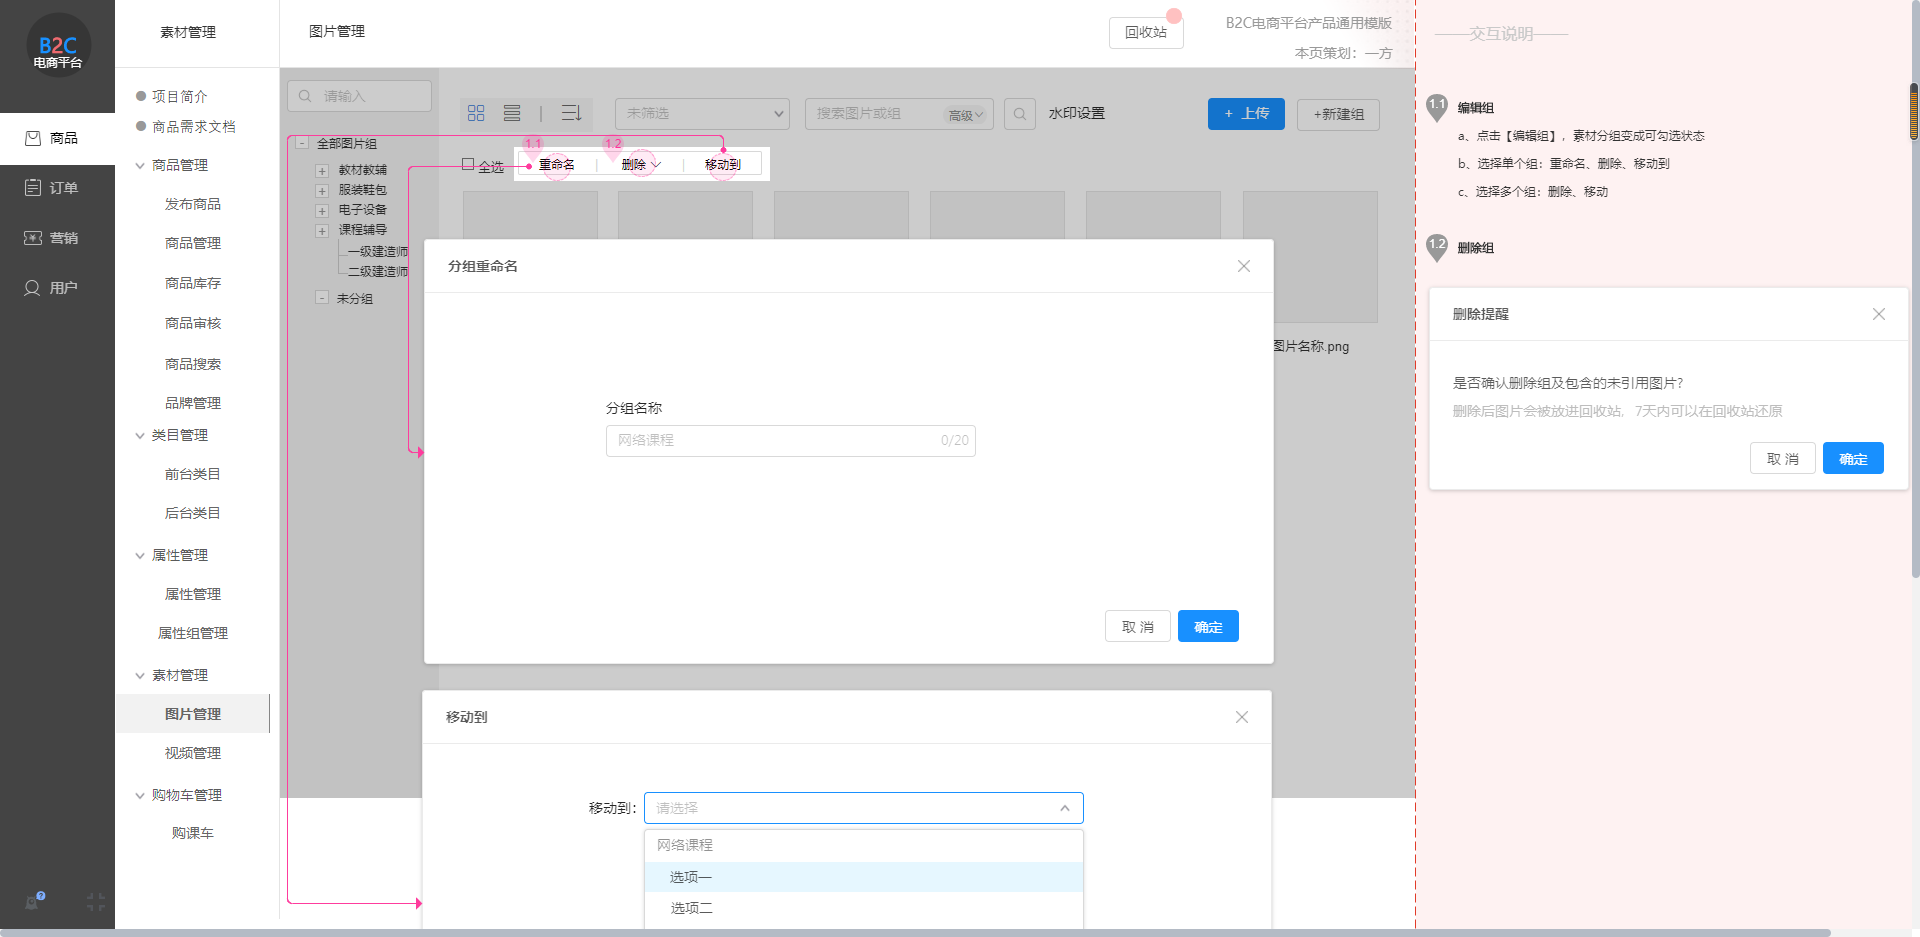 B2C
电商平台
商品
订单
营销
用户
素材管理
项目简介
商品需求文档
商品管理
发布商品
商品管理
商品库存
商品审核
商品搜索
品牌管理
类目管理
前台类目
后台类目
属性管理
属性管理
属性组管理
素材管理
图片管理
视频管理
购物车管理
购课车
图片管理
回收站
B2C电商平台产品通用模版
本页策划：一方
请输入
全部图片组
教材教辅
服装鞋包
电子设备
课程辅导
一级建造师
二级建造师
未分组
未筛选
搜索图片或组
高级
水印设置
+ 上传
+新建组
全选
1.1
重命名
1.2
删除
移动到
图片名称.png
分组重命名
分组名称
网络课程
0/20
取 消
确定
移动到
移动到：
请选择
网络课程
选项一
选项二
交互说明
1.1
编辑组
a、点击【编辑组】，素材分组变成可勾选状态
b、选择单个组：重命名、删除、移动到
c、选择多个组：删除、移动
1.2
删除组
删除提醒
是否确认删除组及包含的未引用图片?
删除后图片会被放进回收站，7天内可以在回收站还原
取 消
确定